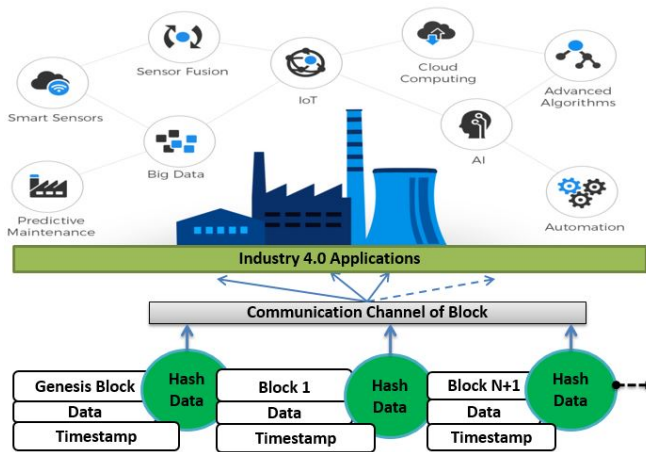 Sensor Fusion
IoT
Cloud
Computing
Advanced
Algorithms
Smart Sensors
Big Data
AI
Predictive
Maintenance
Automation
Industry 4.0 Applications
Communication Channel of Block
Genesis Block
Data
Timestamp
Hash
Data
Block 1
Data
Timestamp
Hash
Data
Block N+1
Data
Timestamp
Hash
Data